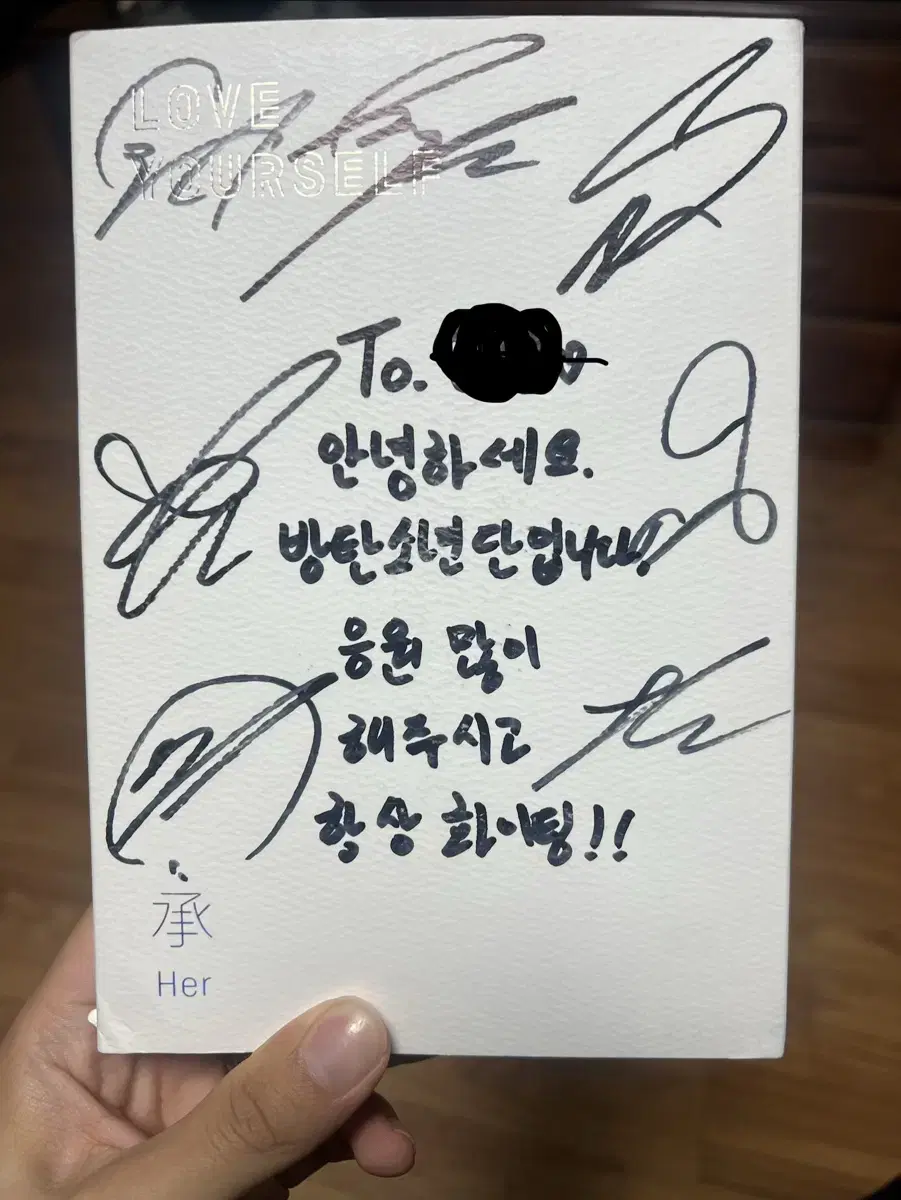 LOVE
YOURSELF
To.
안녕하세요.
방탄소년단입니다!
응원 많이
해주시고
항상 화이팅!!
承
Her